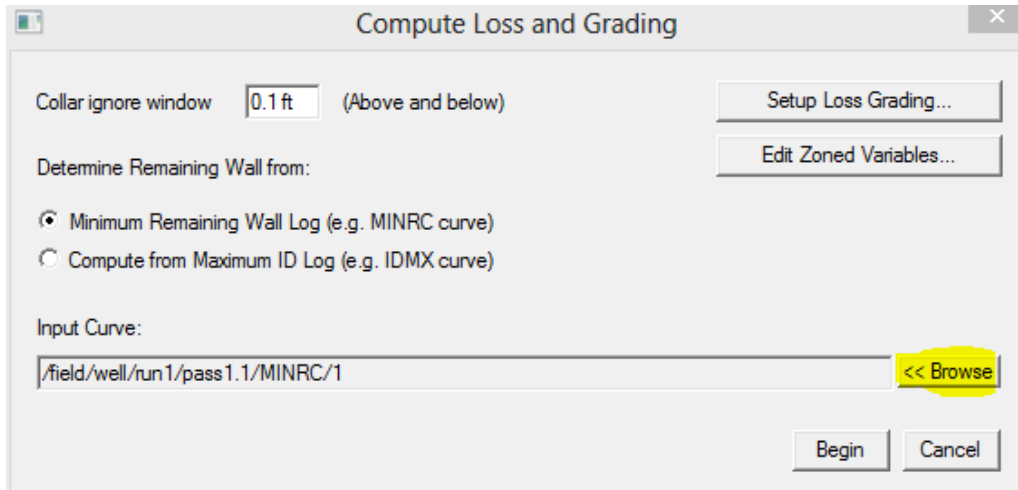 Compute Loss and Grading
Collar ignore window 0.1 ft (Above and below) Setup Loss Grading...
Edit Zoned Variables...
Determine Remaining Wall from:
Minimum Remaining Wall Log (e.g. MINRC curve)
Compute from Maximum ID Log (e.g. IDMX curve)
Input Curve:
/field/well/run1/pass1.1/MINRC/1 << Browse
Begin Cancel